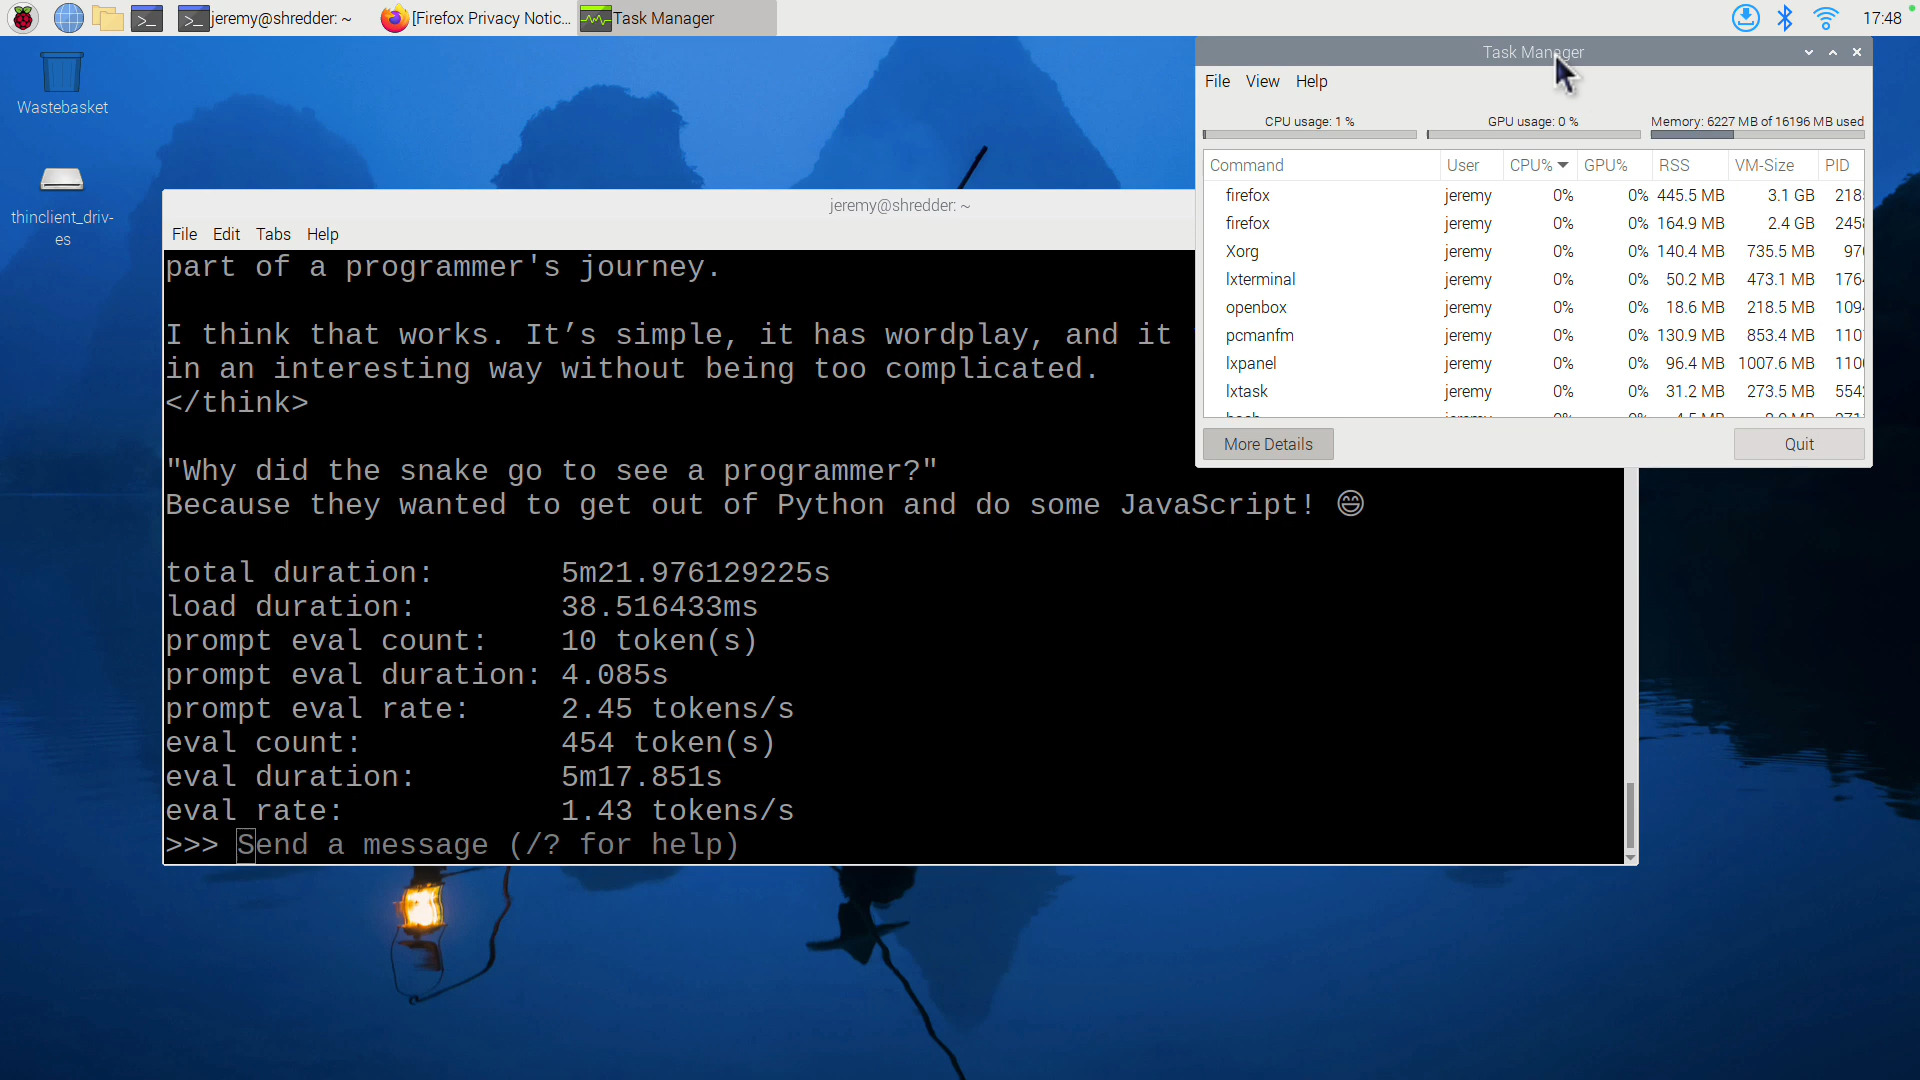 jeremy@shredder: ~
[Firefox Privacy Notic...
Task Manager
17:48
Wastebasket
thinclient_driv-
es
jeremy@shredder: ~
File Edit Tabs Help
part of a programmer's journey.
I think that works. It’s simple, it has wordplay, and it
in an interesting way without being too complicated.
</think>
"Why did the snake go to see a programmer?"
Because they wanted to get out of Python and do some JavaScript! 😄
total duration: 5m21.976129225s
load duration: 38.516433ms
prompt eval count: 10 token(s)
prompt eval duration: 4.085s
prompt eval rate: 2.45 tokens/s
eval count: 454 token(s)
eval duration: 5m17.851s
eval rate: 1.43 tokens/s
>>> Send a message (/? for help)
Task Manager
File View Help
CPU usage: 1 % GPU usage: 0 % Memory: 6227 MB of 16196 MB used
Command User CPU% GPU% RSS VM-Size PID
firefox jeremy 0% 0% 445.5 MB 3.1 GB 218
firefox jeremy 0% 0% 164.9 MB 2.4 GB 245
Xorg jeremy 0% 0% 140.4 MB 735.5 MB 97
lxterminal jeremy 0% 0% 50.2 MB 473.1 MB 176
openbox jeremy 0% 0% 18.6 MB 218.5 MB 109
pcmanfm jeremy 0% 0% 130.9 MB 853.4 MB 110
lxpanel jeremy 0% 0% 96.4 MB 1007.6 MB 110
lxtask jeremy 0% 0% 31.2 MB 273.5 MB 554
More Details Quit